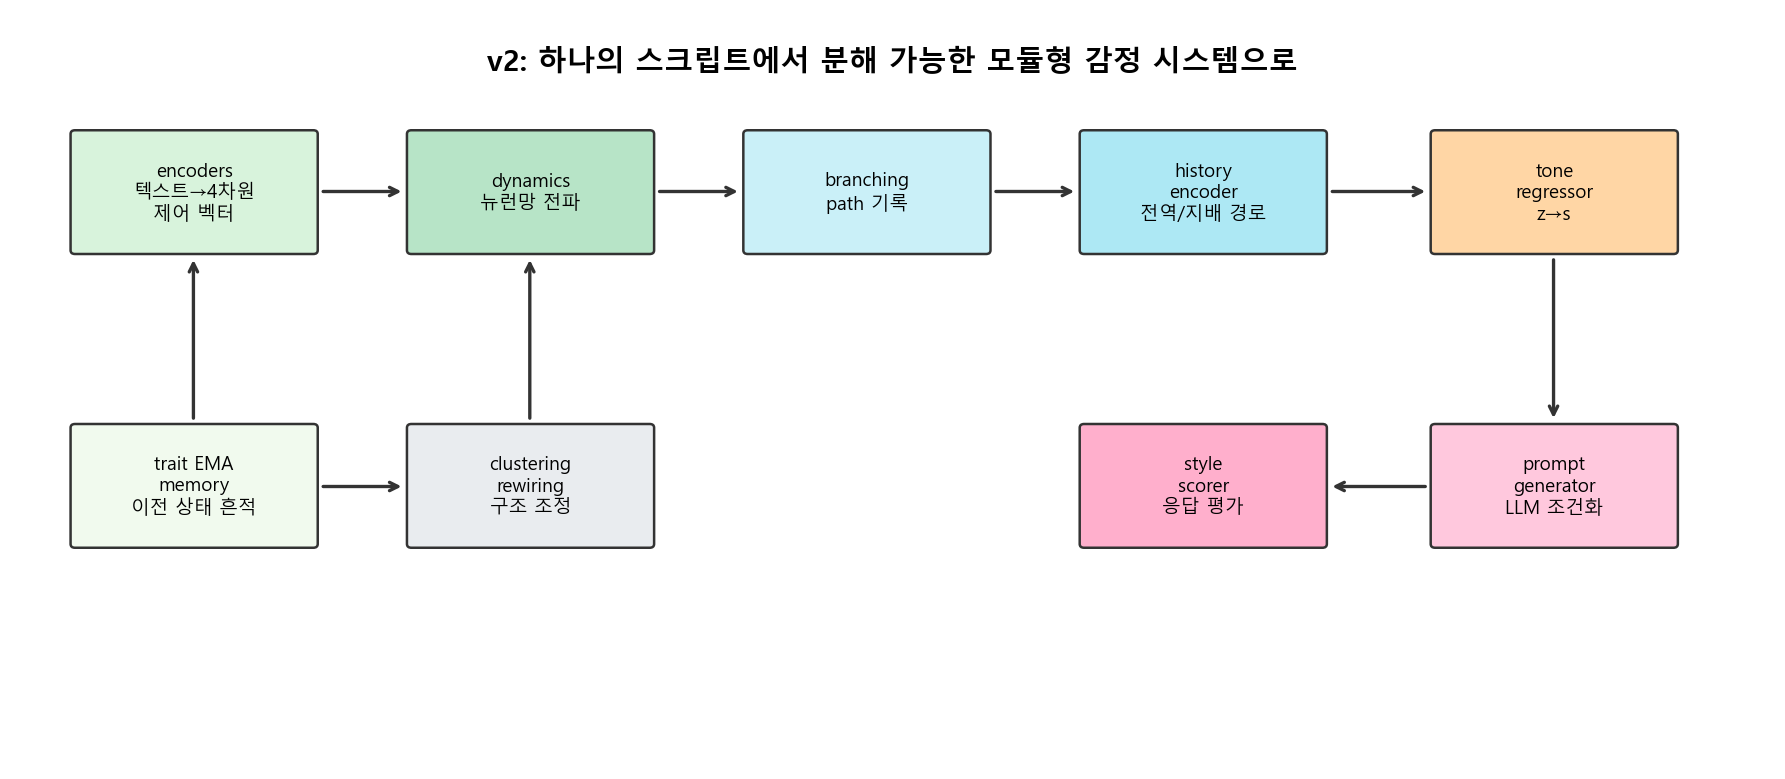 v2: 하나의 스크립트에서 분해 가능한 모듈형 감정 시스템으로
encoders
텍스트→4차원
제어 벡터
dynamics
뉴런망 전파
branching
path 기록
history
encoder
전역/지배 경로
tone
regressor
z→s
trait EMA
memory
이전 상태 흔적
clustering
rewiring
구조 조정
style
scorer
응답 평가
prompt
generator
LLM 조건화